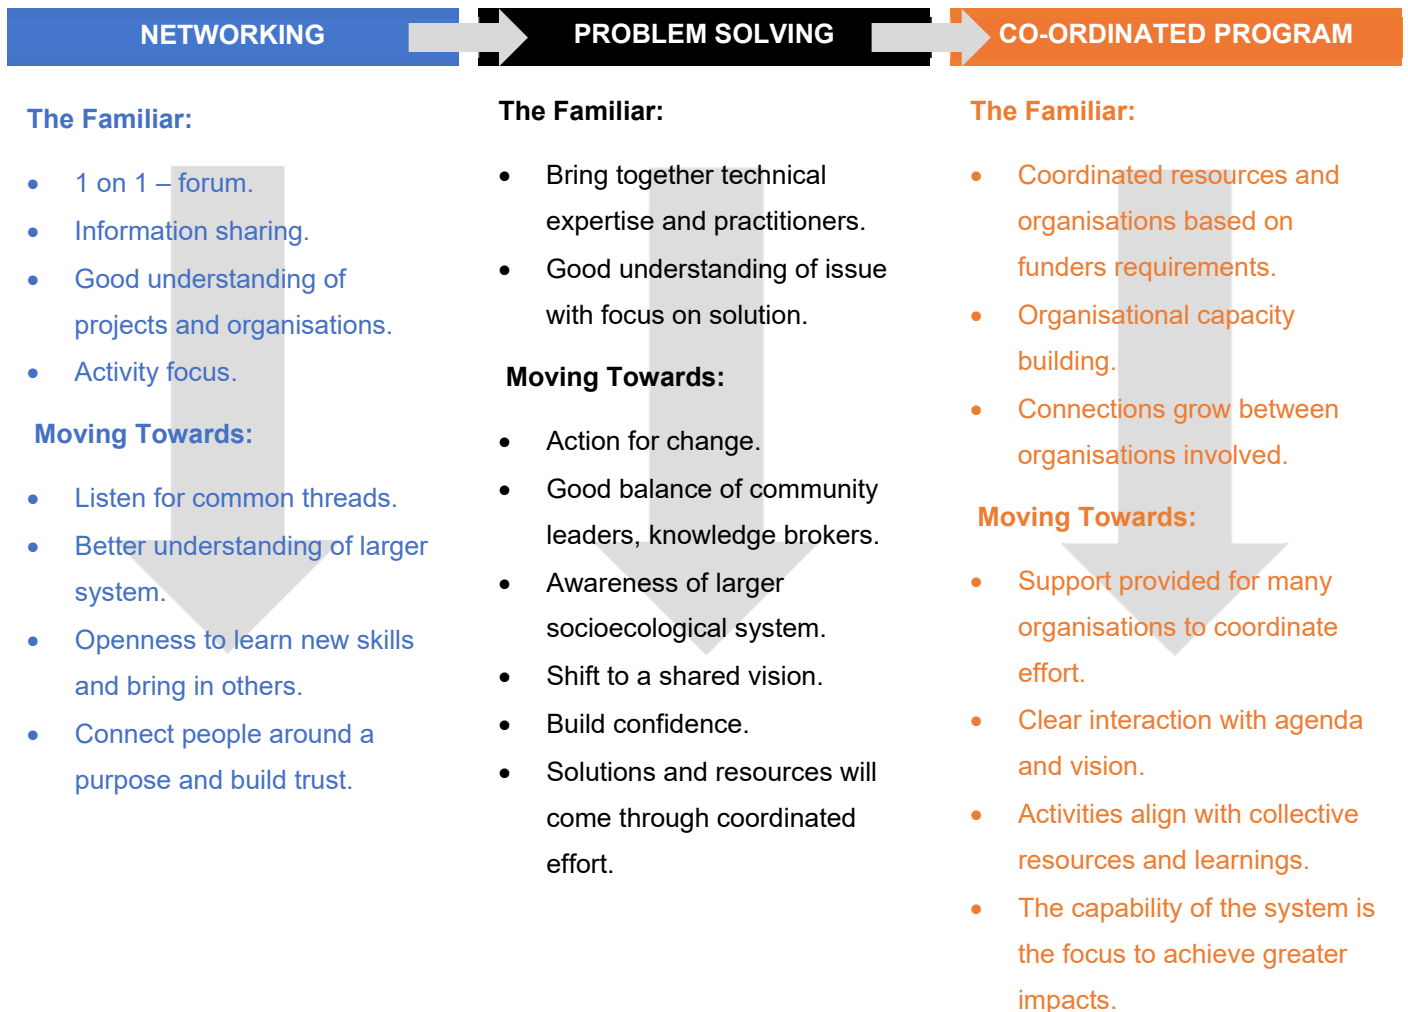 NETWORKING
PROBLEM SOLVING
CO-ORDINATED PROGRAM
The Familiar:
• 1 on 1 – forum.
• Information sharing.
• Good understanding of
projects and organisations.
• Activity focus.
Moving Towards:
• Listen for common threads.
• Better understanding of larger
system.
• Openness to learn new skills
and bring in others.
• Connect people around a
purpose and build trust.
The Familiar:
• Bring together technical
expertise and practitioners.
• Good understanding of issue
with focus on solution.
Moving Towards:
• Action for change.
• Good balance of community
leaders, knowledge brokers.
• Awareness of larger
socioecological system.
• Shift to a shared vision.
• Build confidence.
• Solutions and resources will
come through coordinated
effort.
The Familiar:
• Coordinated resources and
organisations based on
funders requirements.
• Organisational capacity
building.
• Connections grow between
organisations involved.
Moving Towards:
• Support provided for many
organisations to coordinate
effort.
• Clear interaction with agenda
and vision.
• Activities align with collective
resources and learnings.
• The capability of the system is
the focus to achieve greater
impacts.